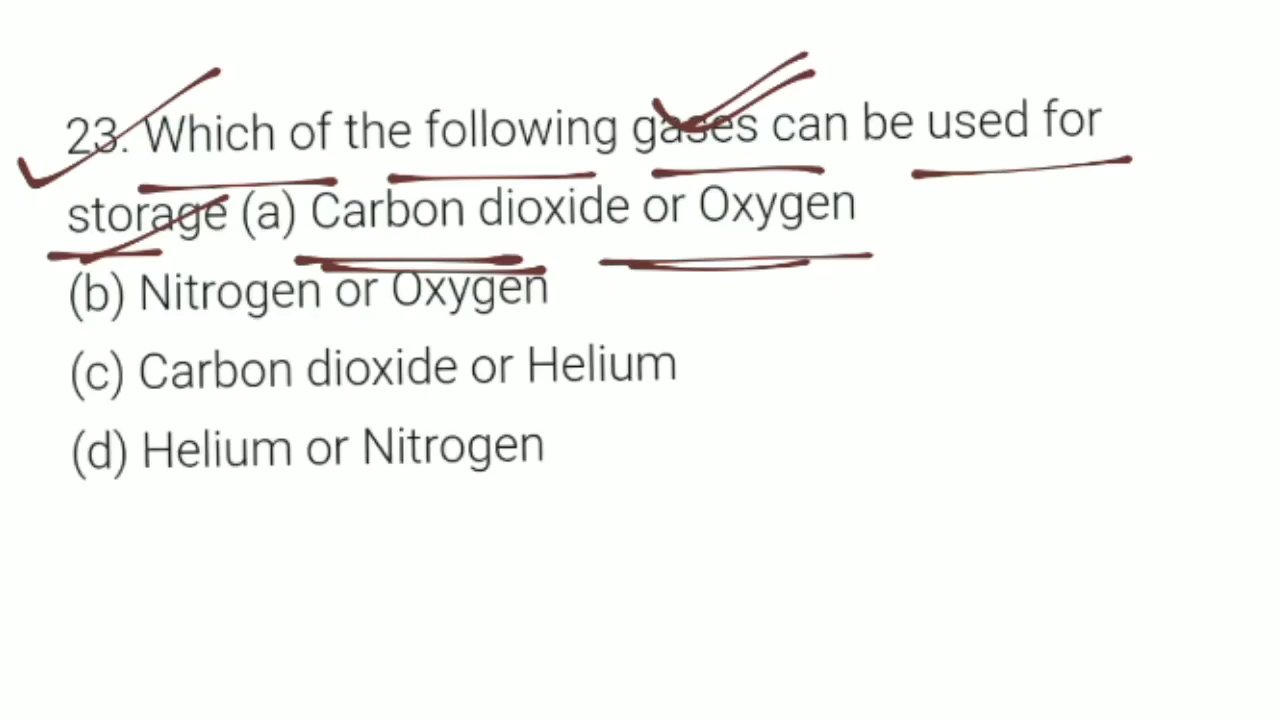 23. Which of the following gases can be used for
storage (a) Carbon dioxide or Oxygen
(b) Nitrogen or Oxygen
(c) Carbon dioxide or Helium
(d) Helium or Nitrogen